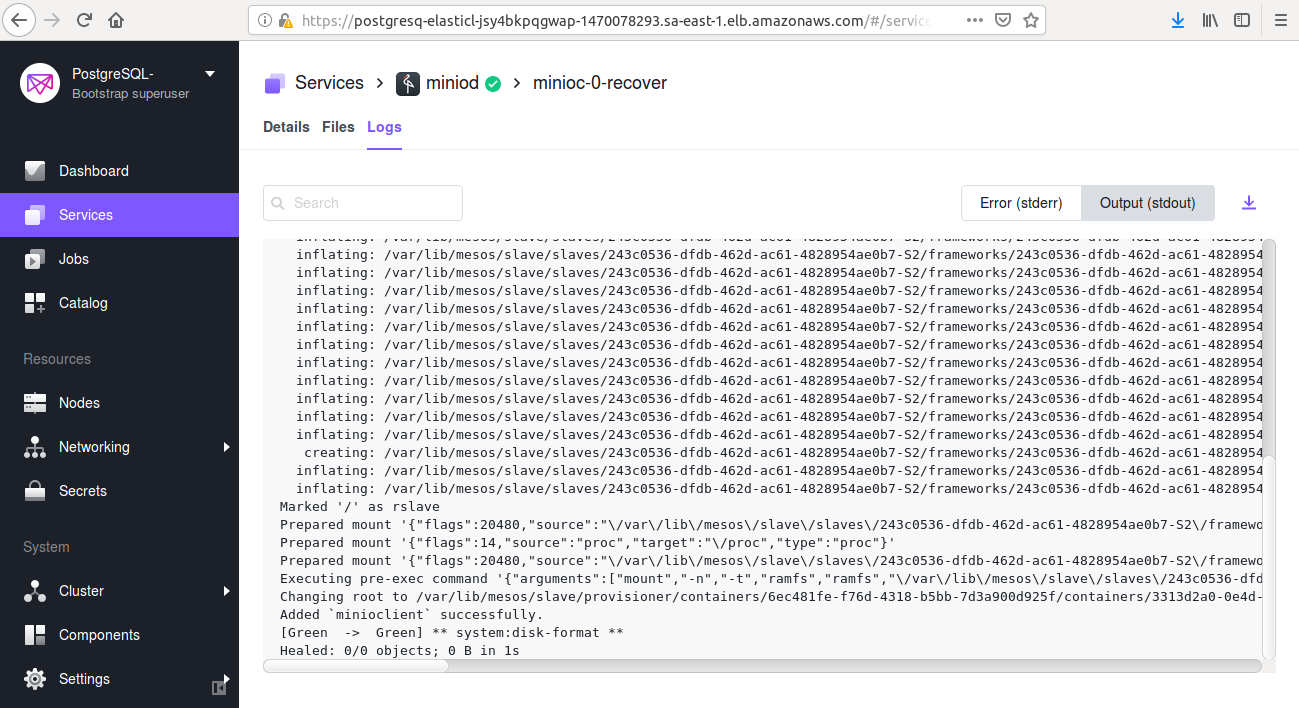 https://postgresq-elasticl-jsy4bkpqgwap-1470078293.sa-east-1.elb.amazonaws.com/#/service
PostgreSQL-
Bootstrap superuser
Dashboard
Services
Jobs
Catalog
Resources
Nodes
Networking
Secrets
System
Cluster
Components
Settings
Services > miniod > minioc-0-recover
Details Files Logs
Search
Error (stderr) Output (stdout)
inflating: /var/lib/mesos/slave/slaves/243c0536-dfdb-462d-ac61-4828954ae0b7-S2/frameworks/243c0536-dfdb-462d-ac61-4828954
inflating: /var/lib/mesos/slave/slaves/243c0536-dfdb-462d-ac61-4828954ae0b7-S2/frameworks/243c0536-dfdb-462d-ac61-4828954
inflating: /var/lib/mesos/slave/slaves/243c0536-dfdb-462d-ac61-4828954ae0b7-S2/frameworks/243c0536-dfdb-462d-ac61-4828954
inflating: /var/lib/mesos/slave/slaves/243c0536-dfdb-462d-ac61-4828954ae0b7-S2/frameworks/243c0536-dfdb-462d-ac61-4828954
inflating: /var/lib/mesos/slave/slaves/243c0536-dfdb-462d-ac61-4828954ae0b7-S2/frameworks/243c0536-dfdb-462d-ac61-4828954
inflating: /var/lib/mesos/slave/slaves/243c0536-dfdb-462d-ac61-4828954ae0b7-S2/frameworks/243c0536-dfdb-462d-ac61-4828954
inflating: /var/lib/mesos/slave/slaves/243c0536-dfdb-462d-ac61-4828954ae0b7-S2/frameworks/243c0536-dfdb-462d-ac61-4828954
inflating: /var/lib/mesos/slave/slaves/243c0536-dfdb-462d-ac61-4828954ae0b7-S2/frameworks/243c0536-dfdb-462d-ac61-4828954
inflating: /var/lib/mesos/slave/slaves/243c0536-dfdb-462d-ac61-4828954ae0b7-S2/frameworks/243c0536-dfdb-462d-ac61-4828954
inflating: /var/lib/mesos/slave/slaves/243c0536-dfdb-462d-ac61-4828954ae0b7-S2/frameworks/243c0536-dfdb-462d-ac61-4828954
inflating: /var/lib/mesos/slave/slaves/243c0536-dfdb-462d-ac61-4828954ae0b7-S2/frameworks/243c0536-dfdb-462d-ac61-4828954
inflating: /var/lib/mesos/slave/slaves/243c0536-dfdb-462d-ac61-4828954ae0b7-S2/frameworks/243c0536-dfdb-462d-ac61-4828954
creating: /var/lib/mesos/slave/slaves/243c0536-dfdb-462d-ac61-4828954ae0b7-S2/frameworks/243c0536-dfdb-462d-ac61-4828954
inflating: /var/lib/mesos/slave/slaves/243c0536-dfdb-462d-ac61-4828954ae0b7-S2/frameworks/243c0536-dfdb-462d-ac61-4828954
inflating: /var/lib/mesos/slave/slaves/243c0536-dfdb-462d-ac61-4828954ae0b7-S2/frameworks/243c0536-dfdb-462d-ac61-4828954
Marked '/' as rslave
Prepared mount '{"flags":20480,"source":"\/var\/lib\/mesos\/slave\/slaves\/243c0536-dfdb-462d-ac61-4828954ae0b7-S2\/framewo
Prepared mount '{"flags":14,"source":"proc","target":"\/proc","type":"proc"}'
Prepared mount '{"flags":20480,"source":"\/var\/lib\/mesos\/slave\/slaves\/243c0536-dfdb-462d-ac61-4828954ae0b7-S2\/framewo
Executing pre-exec command '{"arguments":["mount","-n","-t","ramfs","ramfs","\/var\/lib\/mesos\/slave\/slaves\/243c0536-dfd
Changing root to /var/lib/mesos/slave/provisioner/containers/6ec481fe-f76d-4318-b5bb-7d3a900d925f/containers/3313d2a0-0e4d-
Added `minioclient` successfully.
[Green  ->  Green] ** system:disk-format **
Healed: 0/0 objects; 0 B in 1s